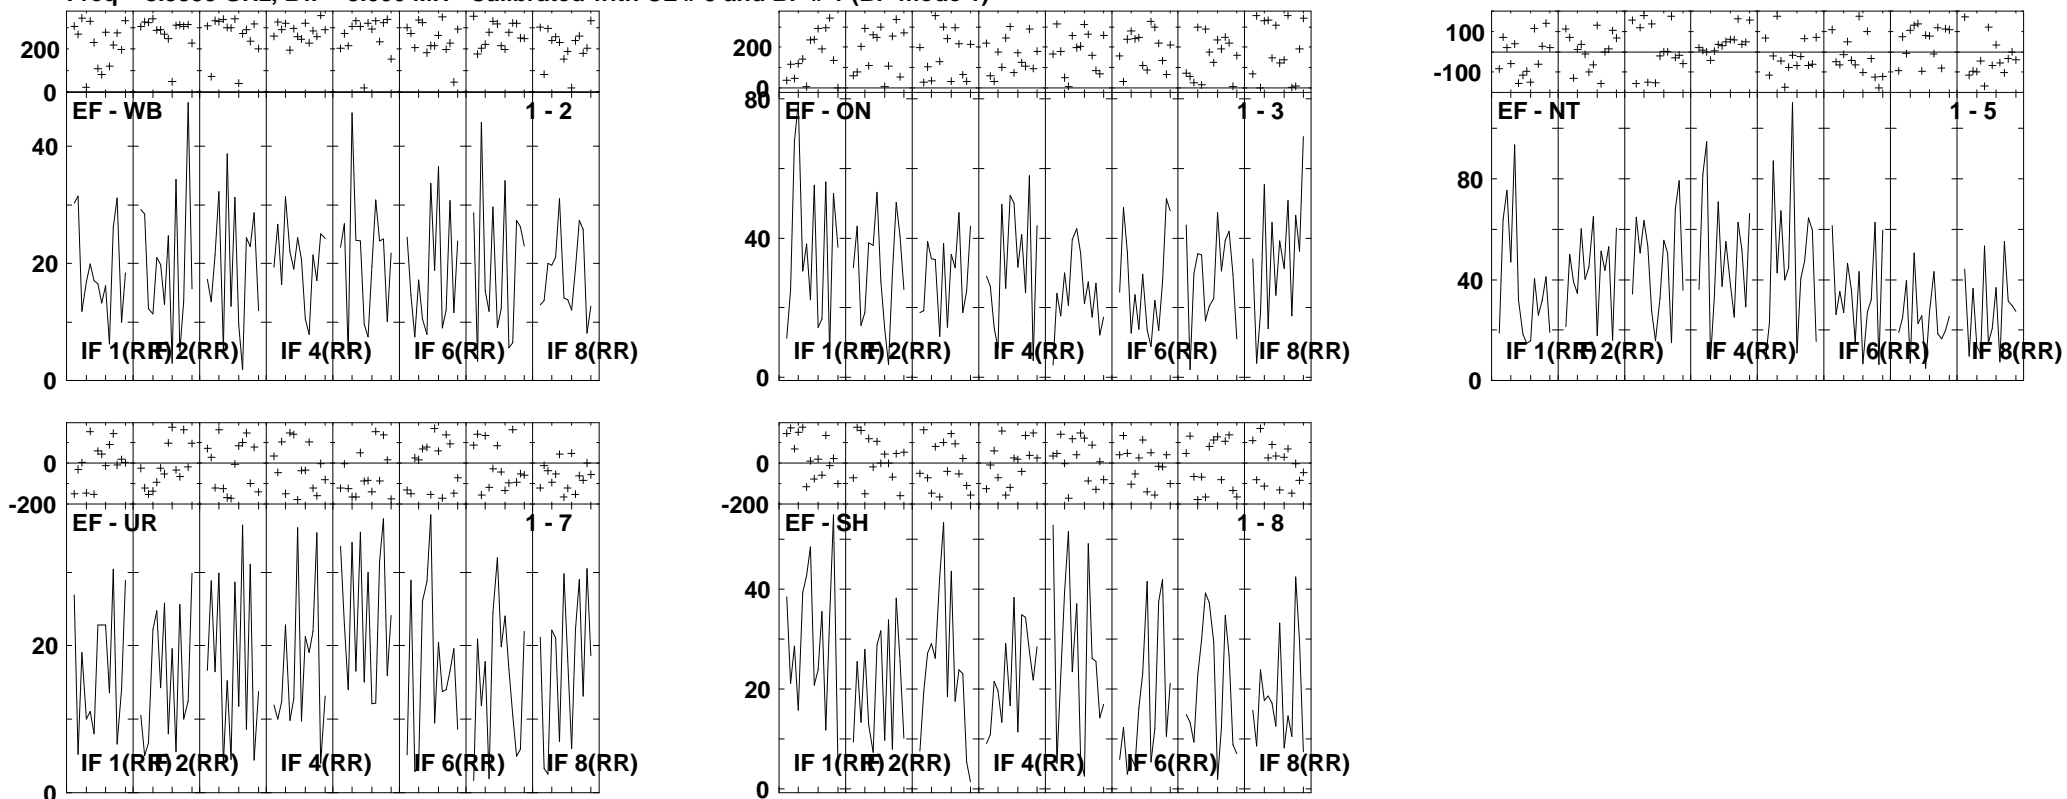 200
0
EF - WB
1 - 2
40
20
0
IF 1(RR)
IF 2(RR)
IF 4(RR)
IF 6(RR)
IF 8(RR)
200
0
80
EF - ON
1 - 3
40
0
IF 1(RR)
IF 2(RR)
IF 4(RR)
IF 6(RR)
IF 8(RR)
100
-100
EF - NT
1 - 5
80
40
0
IF 1(RR)
IF 2(RR)
IF 4(RR)
IF 6(RR)
IF 8(RR)
0
-200
EF - UR
1 - 7
20
0
IF 1(RR)
IF 2(RR)
IF 4(RR)
IF 6(RR)
IF 8(RR)
0
-200
EF - SH
1 - 8
40
20
0
IF 1(RR)
IF 2(RR)
IF 4(RR)
IF 6(RR)
IF 8(RR)